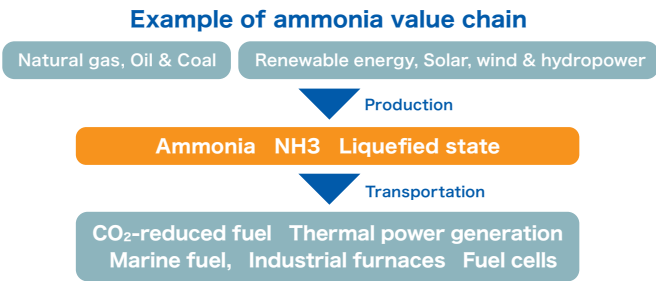 Example of ammonia value chain
Natural gas, Oil & Coal
Renewable energy, Solar, wind & hydropower
Production
Ammonia NH3 Liquefied state
Transportation
CO₂-reduced fuel Thermal power generation
Marine fuel, Industrial furnaces Fuel cells